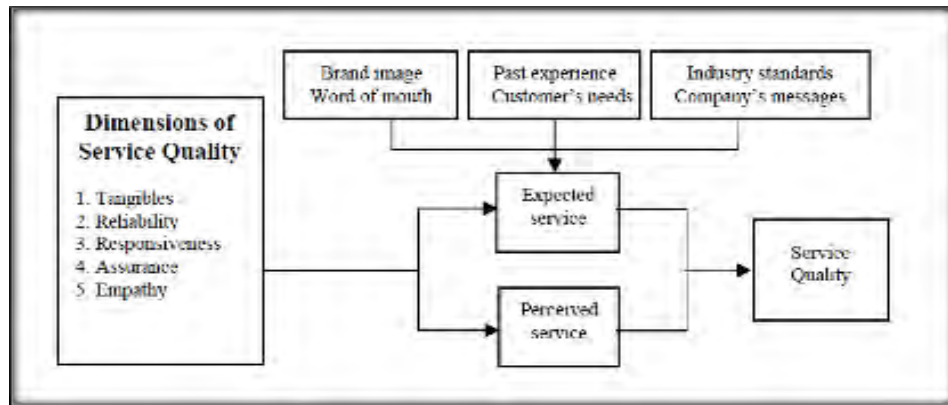 Brand image
Word of mouth
Past experience
Customer's needs
Industry standards
Company's messages
Dimensions of
Service Quality
1. Tangibles
2. Reliability
3. Responsiveness
4. Assurance
5. Empathy
Expected
service
Perceived
service
Service
Quality